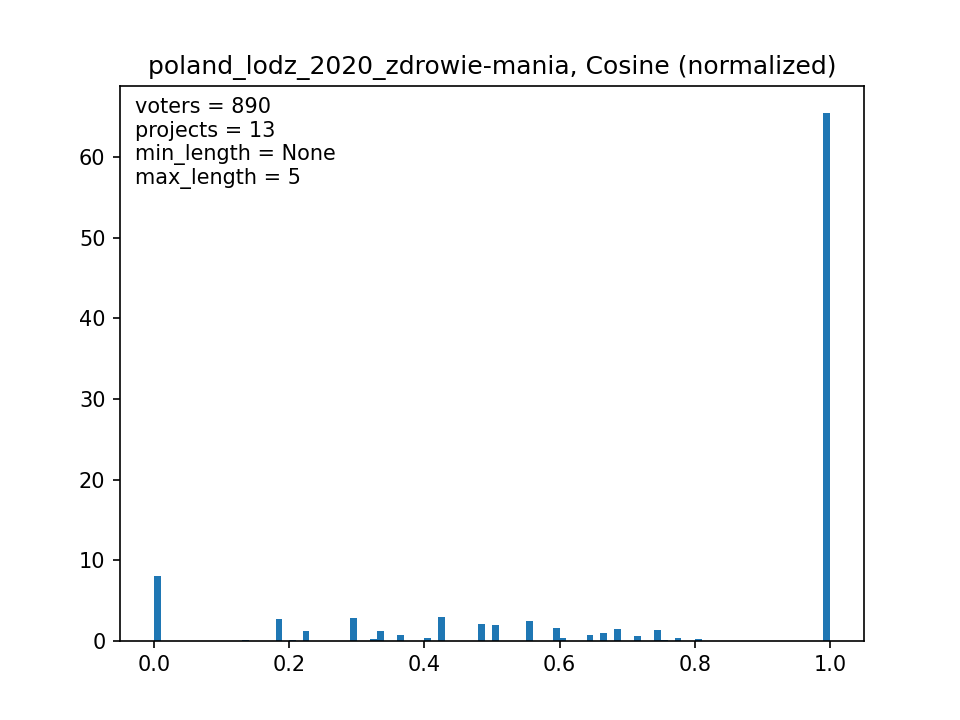 poland_lodz_2020_zdrowie-mania, Cosine (normalized)
voters = 890
projects = 13
min_length = None
max_length = 5
60
50
40
30
20
10
0
0.0 0.2 0.4 0.6 0.8 1.0